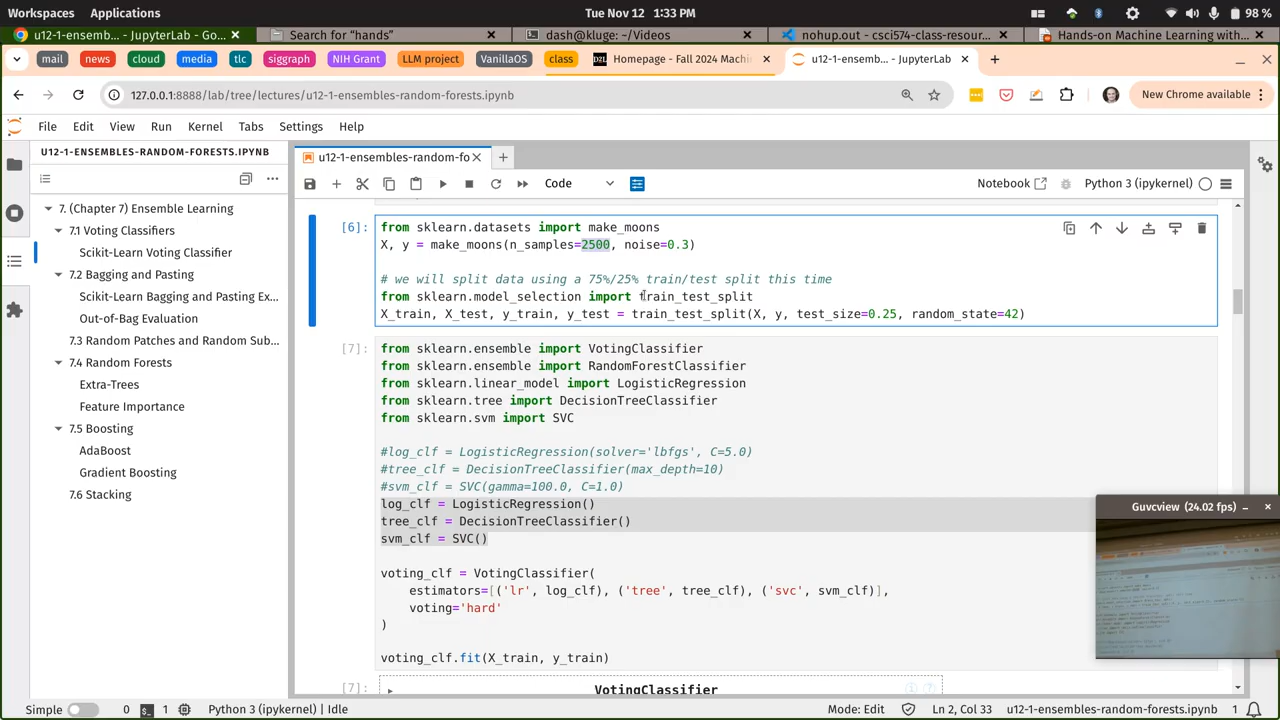 Workspaces Applications Tue Nov 12 1:33 PM 98 %
u12-1-ensemb... - JupyterLab - Go... × Search for “hands” × dash@kluge: ~/Videos × nohup.out - csci574-class-resour... × Hands-on Machine Learning with... ×
mail news cloud media tlc siggraph NIH Grant LLM project VanillaOS class DZL Homepage - Fall 2024 Machi × u12-1-ensemb... - JupyterLab × +
127.0.0.1:8888/lab/tree/lectures/u12-1-ensembles-random-forests.ipynb New Chrome available
File Edit View Run Kernel Tabs Settings Help
U12-1-ENSEMBLES-RANDOM-FORESTS.IPYNB
7. (Chapter 7) Ensemble Learning
7.1 Voting Classifiers
Scikit-Learn Voting Classifier
7.2 Bagging and Pasting
Scikit-Learn Bagging and Pasting Ex...
Out-of-Bag Evaluation
7.3 Random Patches and Random Sub...
7.4 Random Forests
Extra-Trees
Feature Importance
7.5 Boosting
AdaBoost
Gradient Boosting
7.6 Stacking
u12-1-ensembles-random-fo × +
Code Notebook Python 3 (ipykernel)
[6]: from sklearn.datasets import make_moons
X, y = make_moons(n_samples=2500, noise=0.3)
# we will split data using a 75%/25% train/test split this time
from sklearn.model_selection import train_test_split
X_train, X_test, y_train, y_test = train_test_split(X, y, test_size=0.25, random_state=42)
[7]: from sklearn.ensemble import VotingClassifier
from sklearn.ensemble import RandomForestClassifier
from sklearn.linear_model import LogisticRegression
from sklearn.tree import DecisionTreeClassifier
from sklearn.svm import SVC
#log_clf = LogisticRegression(solver='lbfgs', C=5.0)
#tree_clf = DecisionTreeClassifier(max_depth=10)
#svm_clf = SVC(gamma=100.0, C=1.0)
log_clf = LogisticRegression()
tree_clf = DecisionTreeClassifier()
svm_clf = SVC()
voting_clf = VotingClassifier(
estimators=[('lr', log_clf), ('tree', tree_clf), ('svc', svm_clf)],
voting='hard'
)
voting_clf.fit(X_train, y_train)
[7]: VotingClassifier
Guvcview (24.02 fps) – ×
Simple 0 1 Python 3 (ipykernel) | Idle Mode: Edit Ln 2, Col 33 u12-1-ensembles-random-forests.ipynb 1